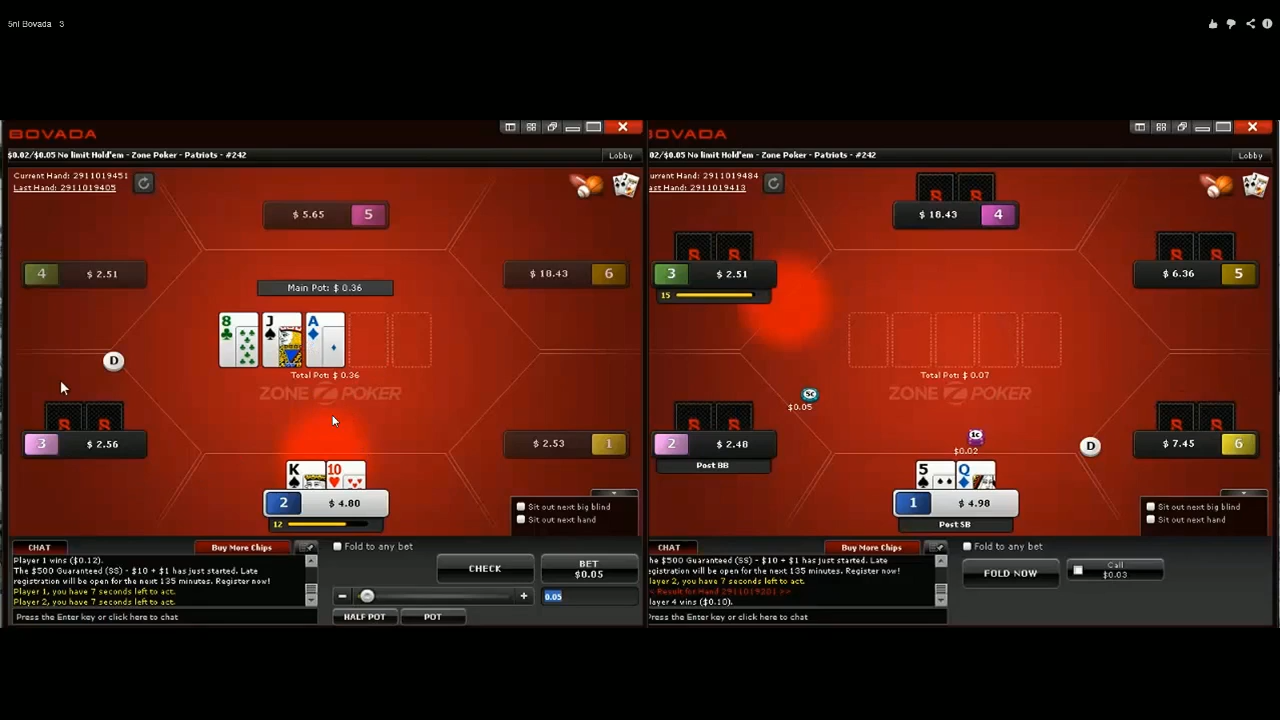 5nl Bovada 3
BOVADA
$0.02/$0.05 No limit Hold'em - Zone Poker - Patriots - #242
Lobby
Current Hand: 2911019451
Last Hand: 2911019405
$ 5.65 5
4 $ 2.51
$ 18.43 6
Main Pot: $ 0.36
8 J A
D
Total Pot: $ 0.36
ZONE POKER
3 $ 2.56
$ 2.53 1
K 10
2 $ 4.80
12
Sit out next big blind
Sit out next hand
CHAT
Buy More Chips
Fold to any bet
Player 1 wins ($0.12).
The $500 Guaranteed (SS) - $10 + $1 has just started. Late
registration will be open for the next 135 minutes. Register now!
Player 1, you have 7 seconds left to act.
Player 2, you have 7 seconds left to act.
Press the Enter key or click here to chat
CHECK
BET
$0.05
- +
0.05
HALF POT
POT
BOVADA
02/$0.05 No limit Hold'em - Zone Poker - Patriots - #242
Lobby
urrent Hand: 2911019484
ast Hand: 2911019413
$ 18.43 4
3 $ 2.51
15
$ 6.36 5
Total Pot: $ 0.07
ZONE POKER
5c
$0.05
1c
$0.02
D
2 $ 2.48
Post BB
$ 7.45 6
5 Q
1 $ 4.98
Post SB
Sit out next big blind
Sit out next hand
CHAT
Buy More Chips
Fold to any bet
he $500 Guaranteed (SS) - $10 + $1 has just started. Late
egistration will be open for the next 135 minutes. Register now!
layer 2, you have 7 seconds left to act.
< Result for Hand 2911019201 >>
layer 4 wins ($0.10).
ress the Enter key or click here to chat
FOLD NOW
Call
$0.03